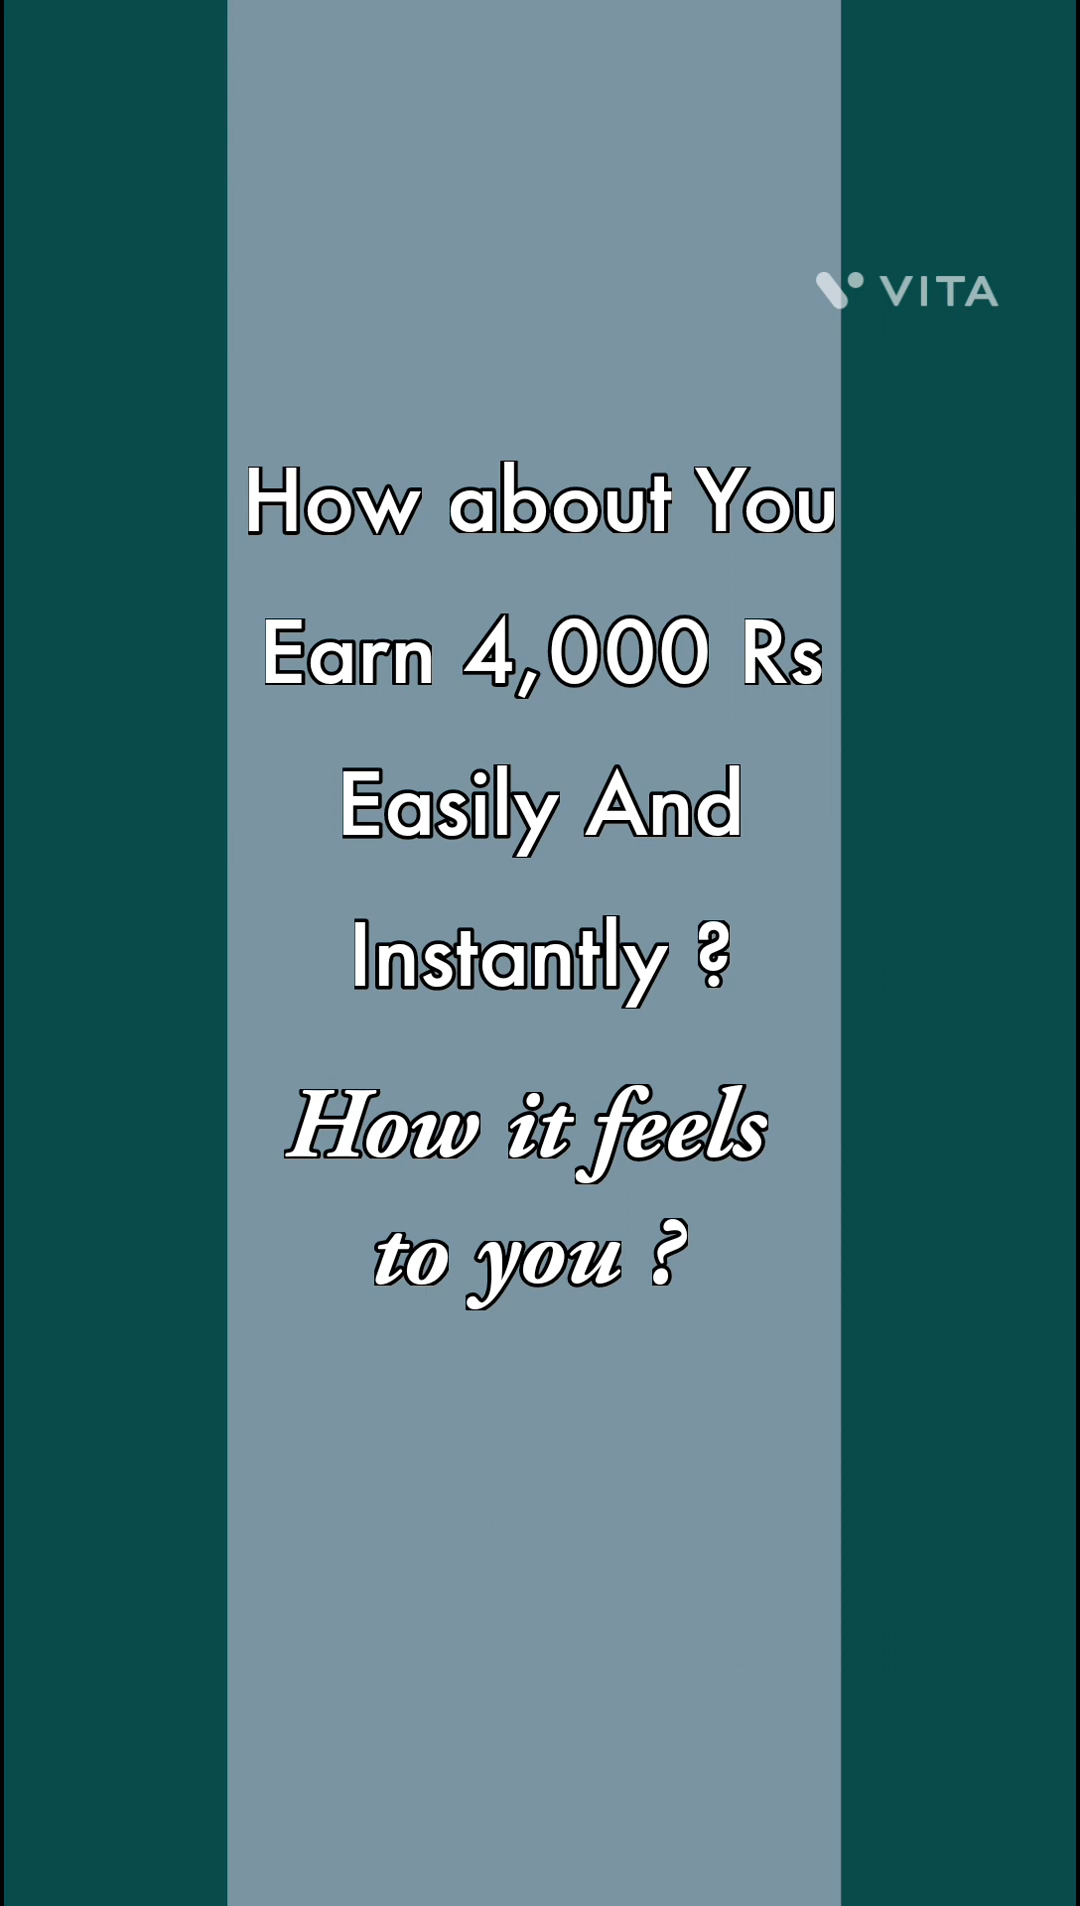 VITA
How about You
Earn 4,000 Rs
Easily And
Instantly ?
How it feels
to you ?